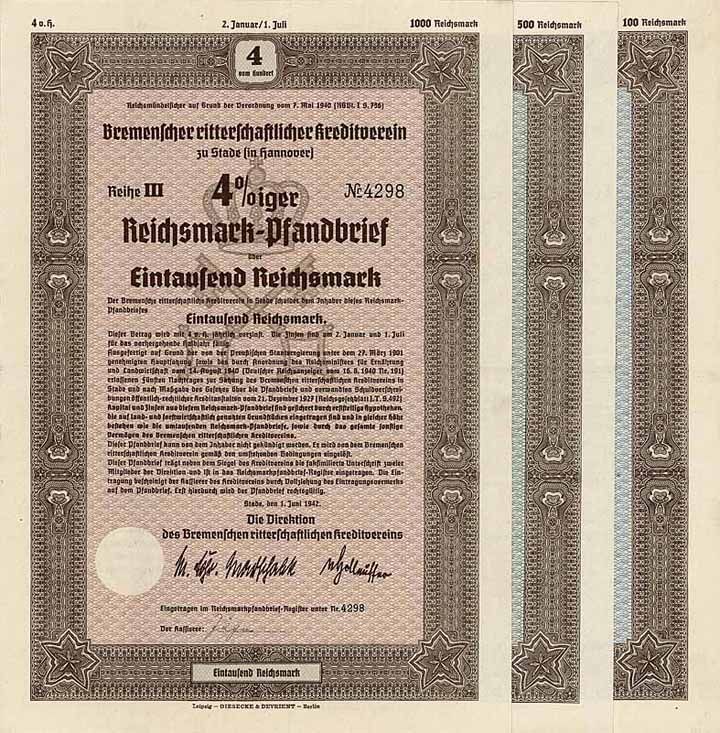 4 v. H.
2. Januar/1. Juli
1000 Reichsmark
500 Reichsmark
100 Reichsmark
4
vom Hundert
Reichsmündelsicher auf Grund der Verordnung vom 7. Mai 1940 (RGBl. I S. 756)
Bremenscher ritterschaftlicher Kreditverein
zu Stade (in Hannover)
Reihe III
4%iger
№ 4298
Reichsmark-Pfandbrief
über
Eintausend Reichsmark
Der Bremensche ritterschaftliche Kreditverein in Stade schuldet dem Inhaber dieses Reichsmark-
Pfandbriefes
Eintausend Reichsmark.
Dieser Betrag wird mit 4 v. H. jährlich verzinst. Die Zinsen sind am 2. Januar und 1. Juli
für das vorhergehende Halbjahr fällig.
Ausgefertigt auf Grund der von der Preußischen Staatsregierung unter dem 27. März 1901
genehmigten Hauptsatzung sowie des durch Anordnung des Reichsministers für Ernährung
und Landwirtschaft vom 14. August 1940 (Deutscher Reichsanzeiger vom 16. 8. 1940 Nr. 191)
erlassenen Fünften Nachtrages zur Satzung des Bremenschen ritterschaftlichen Kreditvereins in
Stade und nach Maßgabe des Gesetzes über die Pfandbriefe und verwandten Schuldverschrei-
bungen öffentlich-rechtlicher Kreditanstalten vom 21. Dezember 1927 (Reichsgesetzblatt I. T. S. 492)
Kapital und Zinsen aus diesem Reichsmark-Pfandbrief sind gesichert durch erststellige Hypotheken,
die auf land- und forstwirtschaftlich genutzten Grundstücken eingetragen sind und in gleicher Höhe
bestehen wie die umlaufenden Reichsmark-Pfandbriefe, sowie durch das gesamte sonstige
Vermögen des Bremenschen ritterschaftlichen Kreditvereins.
Dieser Pfandbrief kann von dem Inhaber nicht gekündigt werden. Er wird von dem Bremenschen
ritterschaftlichen Kreditverein gemäß den umstehenden Bedingungen eingelöst.
Dieser Pfandbrief trägt neben dem Siegel des Kreditvereins die faksimilierte Unterschrift zweier
Mitglieder der Direktion und ist in das Reichsmarkpfandbrief-Register eingetragen. Die Ein-
tragung bescheinigt der Kassierer des Kreditvereins durch Vollziehung des Eintragungsvermerks
auf dem Pfandbrief. Erst hierdurch wird der Pfandbrief rechtsgültig.
Stade, den 1. Juni 1942.
Die Direktion
des Bremenschen ritterschaftlichen Kreditvereins
Eingetragen im Reichsmarkpfandbrief-Register unter Nr. 4298
Der Kassierer:
Eintausend Reichsmark
Leipzig — GIESECKE & DEVRIENT — Berlin